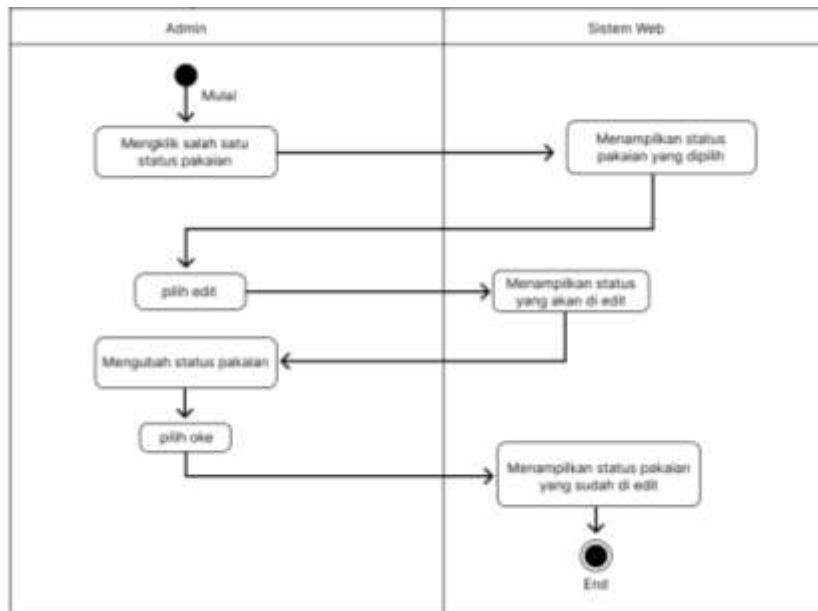 Admin
Sistem Web
Mulai
Mengklik salah satu
status pakaian
Menampilkan status
pakaian yang dipilih
pilih edit
Menampilkan status
yang akan di edit
Mengubah status pakaian
pilih oke
Menampilkan status pakaian
yang sudah di edit
End